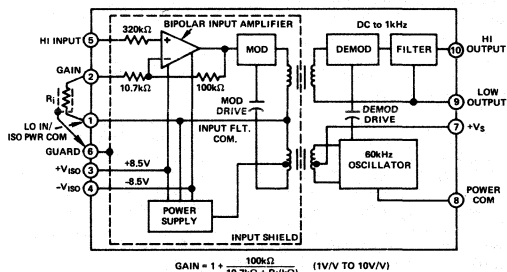 BIPOLAR INPUT AMPLIFIER
DC to 1kHz
HI INPUT 5 320kΩ
+
−
MOD
DEMOD
FILTER
10 HI OUTPUT
GAIN 2 10.7kΩ 100kΩ
Ri
MOD DRIVE
DEMOD DRIVE
9 LOW OUTPUT
LO IN/ ISO PWR COM 1
INPUT FLT. COM.
7 +VS
GUARD 6
+VISO 3 +8.5V
−VISO 4 −8.5V
60kHz OSCILLATOR
POWER SUPPLY
8 POWER COM
INPUT SHIELD
GAIN = 1 + 100kΩ / 10.7kΩ + Ri(kΩ) (1V/V TO 10V/V)